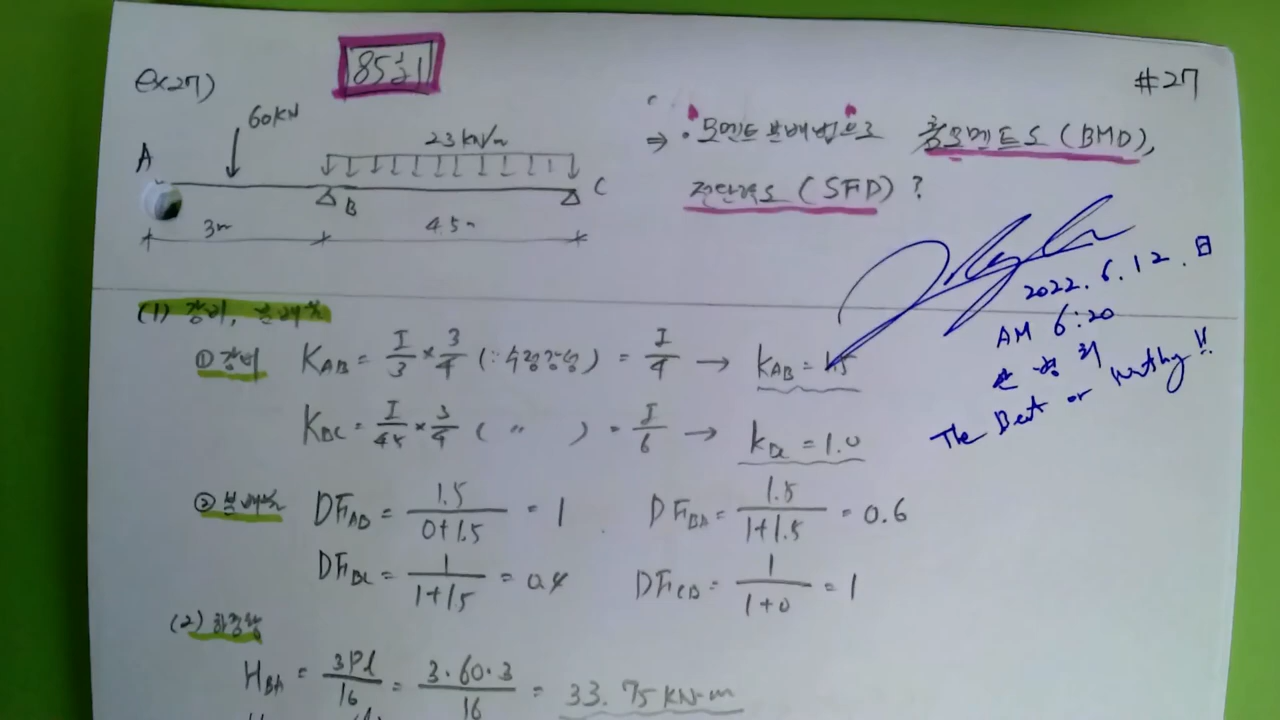 ex27)
85회
#27
60KN
A
23 KN/m
B
C
3m
4.5m
⇒ • 모멘트 분배법으로 휨모멘트도 (BMD),
전단력도 (SFD) ?
2022. 6. 12. 日
AM 6:20
The Best or Nothing!!
(1) 강비, 분배율
① 강비 K_AB = I/3 × 3/4 (∵수정강성) = I/4 → k_AB = 1.5
K_BC = I/4.5 × 3/4 ( 〃 ) = I/6 → k_BC = 1.0
② 분배율 DF_AB = 1.5/(0+1.5) = 1 DF_BA = 1.5/(1+1.5) = 0.6
DF_BC = 1/(1+1.5) = 0.4 DF_CB = 1/(1+0) = 1
(2) 하중항
H_BA = 3Pl/16 = 3·60·3/16 = 33.75 KN·m